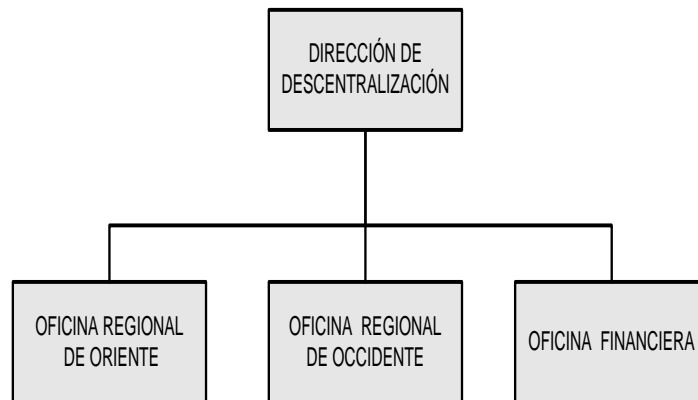 DIRECCIÓN DE
DESCENTRALIZACIÓN
OFICINA REGIONAL
DE ORIENTE
OFICINA REGIONAL
DE OCCIDENTE
OFICINA FINANCIERA